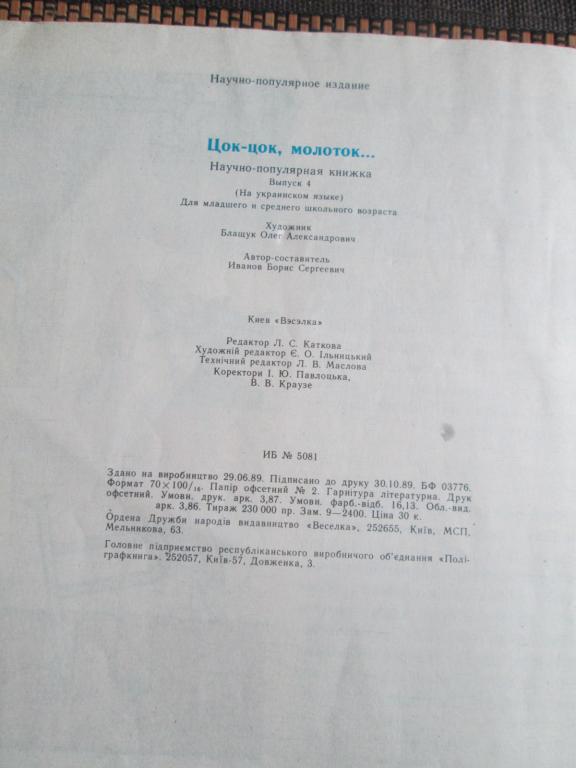 Научно-популярное издание
Цок-цок, молоток...
Научно-популярная книжка
Выпуск 4
(На украинском языке)
Для младшего и среднего школьного возраста
Художник
Блащук Олег Александрович
Автор-составитель
Иванов Борис Сергеевич
Киев «Вэсэлка»
Редактор Л. С. Каткова
Художній редактор Є. О. Ільницький
Технічний редактор Л. В. Маслова
Коректори І. Ю. Павлоцька,
В. В. Краузе
ИБ № 5081
Здано на виробництво 29.06.89. Підписано до друку 30.10.89. БФ 03776.
Формат 70×100/16. Папір офсетний № 2. Гарнітура літературна. Друк
офсетний. Умовн. друк. арк. 3,87. Умовн. фарб.-відб. 16,13. Обл.-вид.
арк. 3,86. Тираж 230 000 пр. Зам. 9—2400. Ціна 30 к.
Ордена Дружби народів видавництво «Веселка», 252655, Київ, МСП,
Мельникова, 63.
Головне підприємство республіканського виробничого об'єднання «Полі-
графкнига». 252057, Київ-57, Довженка, 3.